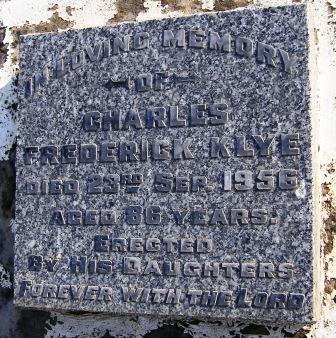 IN LOVING MEMORY
OF
CHARLES
FREDERICK KLYE
DIED 23RD SEP. 1956
AGED 86 YEARS.
ERECTED
BY HIS DAUGHTERS
FOREVER WITH THE LORD